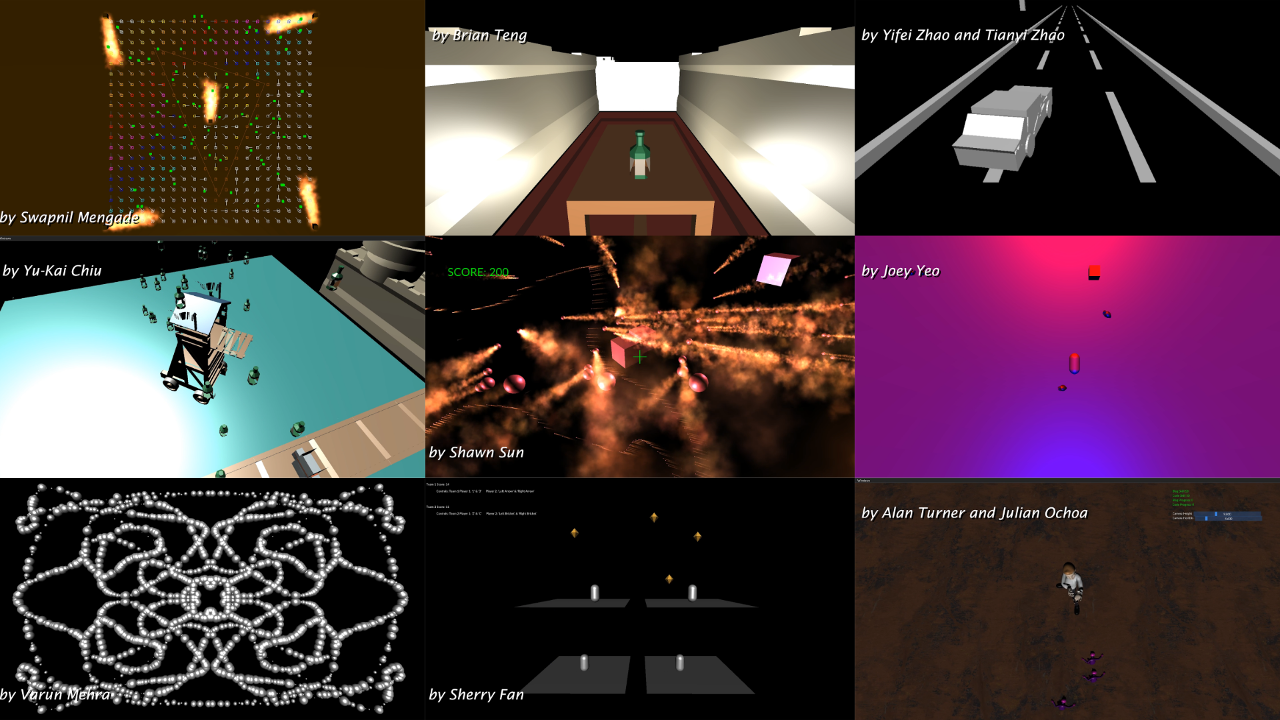 by Swapnil Mengade
by Brian Teng
by Yifei Zhao and Tianyi Zhao
by Yu-Kai Chiu
SCORE: 200
by Shawn Sun
by Joey Yeo
by Varun Mehra
by Sherry Fan
by Alan Turner and Julian Ochoa